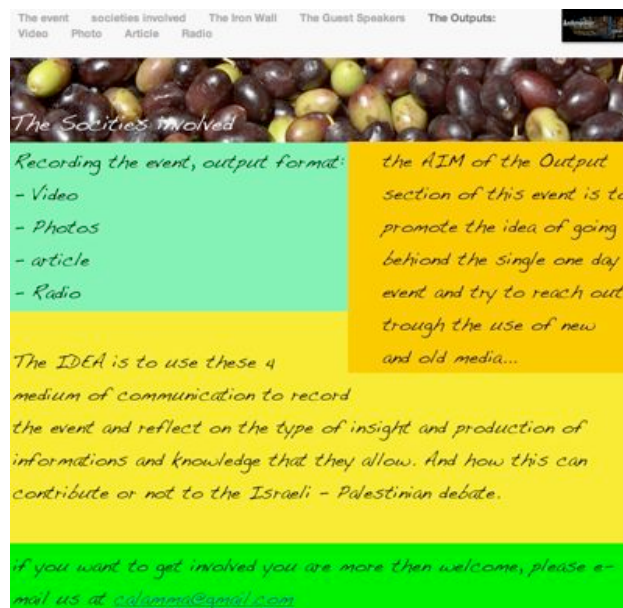 The event societies involved The Iron Wall The Guest Speakers The Outputs:
Video Photo Article Radio
The Socities involved
Recording the event, output format:
- Video
- Photos
- article
- Radio
the AIM of the Output
section of this event is to
promote the idea of going
behiond the single one day
event and try to reach out
trough the use of new
and old media...
The IDEA is to use these 4
medium of communication to record
the event and reflect on the type of insight and production of
informations and knowledge that they allow. And how this can
contribute or not to the Israeli - Palestinian debate.
if you want to get involved you are more then welcome, please e-
mail us at calamma@gmail.com